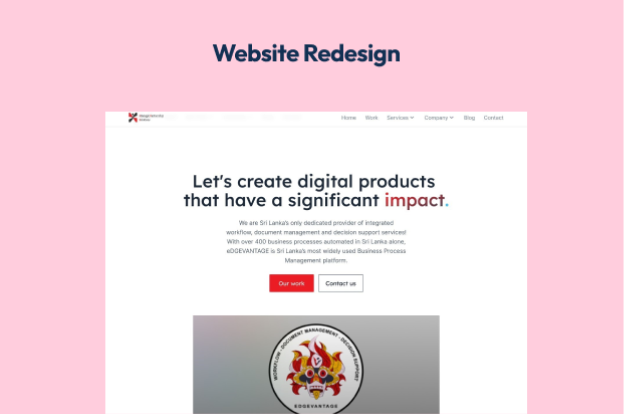 Website Redesign
Home Work Services Company Blog Contact
Let's create digital products
that have a significant impact.
We are Sri Lanka's only dedicated provider of integrated
workflow, document management and decision support services!
With over 400 business processes automated in Sri Lanka alone,
eDGEVANTAGE is Sri Lanka's most widely used Business Process
Management platform.
Our work Contact us
WORKFLOW - DOCUMENT MANAGEMENT - DECISION SUPPORT
EDGEVANTAGE